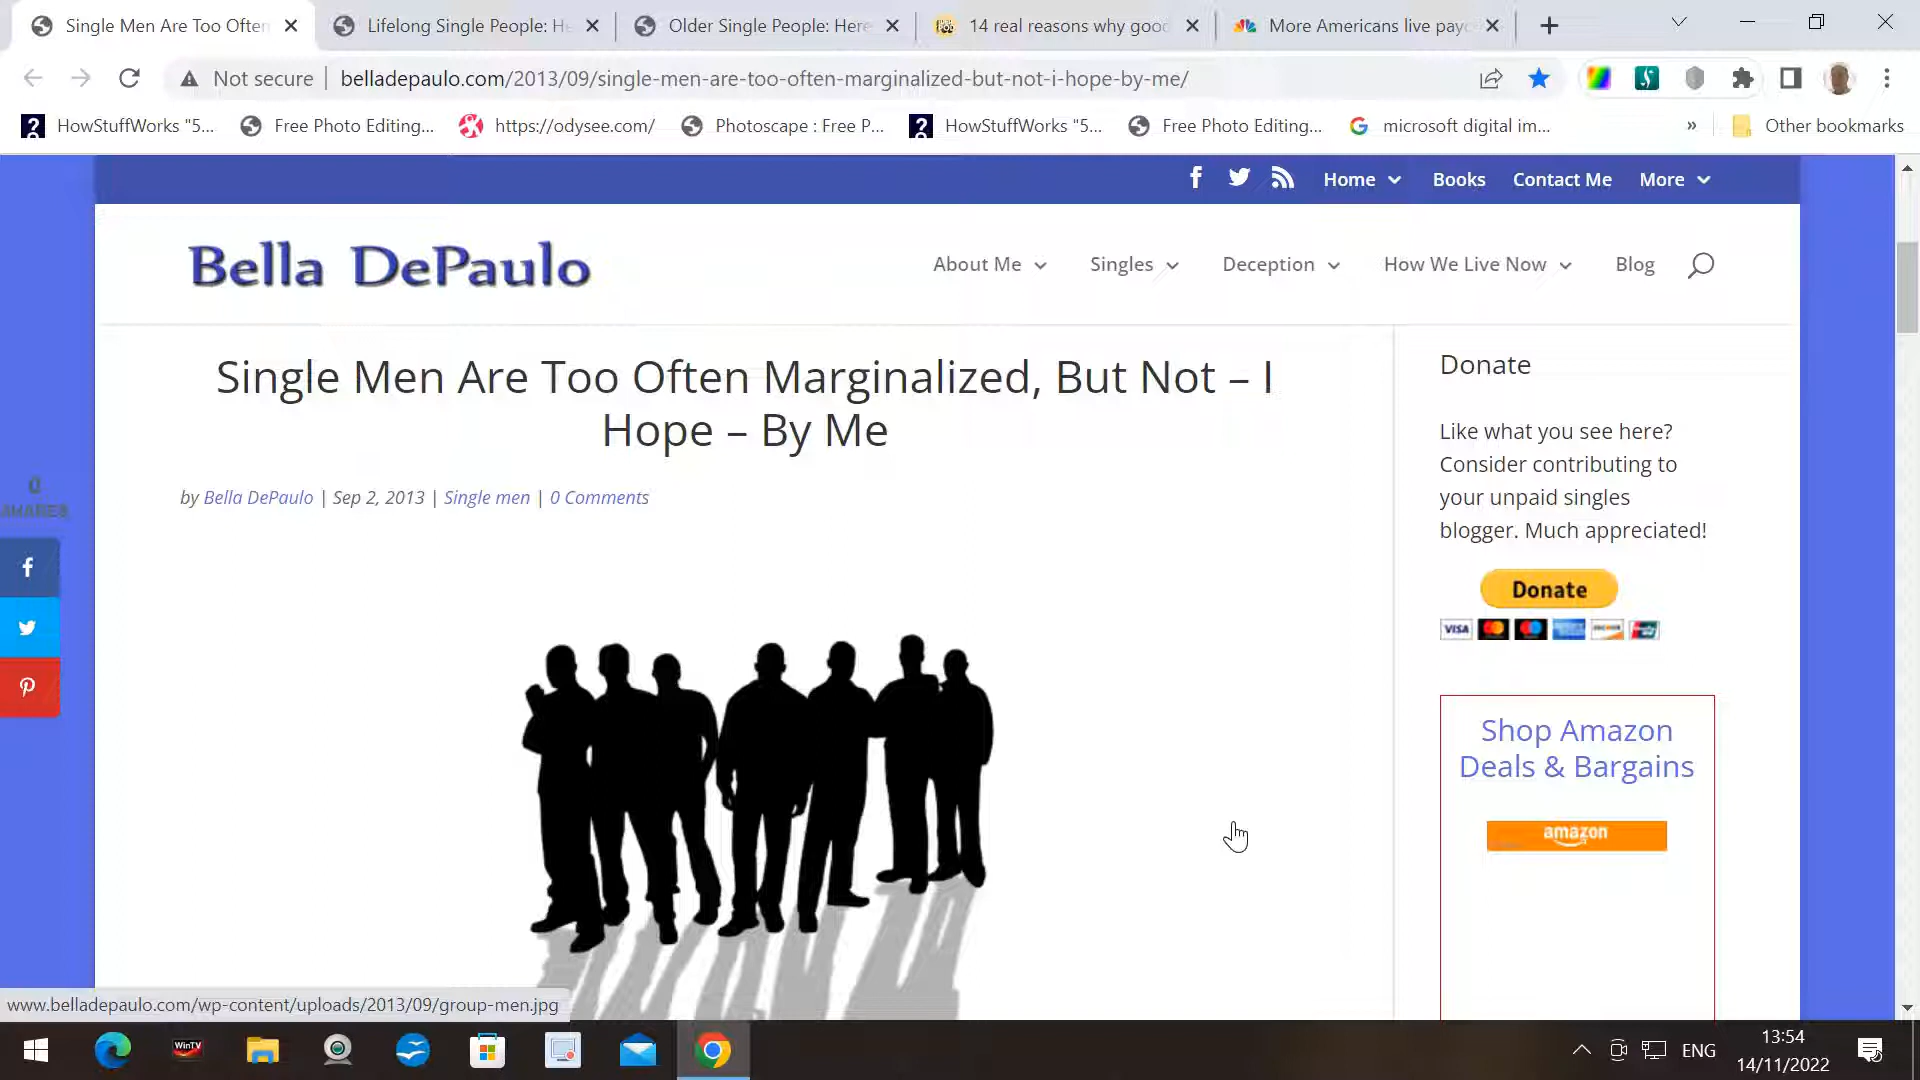 Single Men Are Too Often
Lifelong Single People: He
Older Single People: Here
14 real reasons why good
More Americans live payc
Not secure
belladepaulo.com/2013/09/single-men-are-too-often-marginalized-but-not-i-hope-by-me/
HowStuffWorks "5...
Free Photo Editing...
https://odysee.com/
Photoscape : Free P...
HowStuffWorks "5...
Free Photo Editing...
microsoft digital im...
»
Other bookmarks
Home
Books
Contact Me
More
Bella DePaulo
About Me
Singles
Deception
How We Live Now
Blog
Single Men Are Too Often Marginalized, But Not – I
Hope – By Me
by Bella DePaulo | Sep 2, 2013 | Single men | 0 Comments
0
SHARES
Donate
Like what you see here?
Consider contributing to
your unpaid singles
blogger. Much appreciated!
Donate
VISA
Shop Amazon
Deals & Bargains
amazon
www.belladepaulo.com/wp-content/uploads/2013/09/group-men.jpg
WinTV
ENG
13:54
14/11/2022